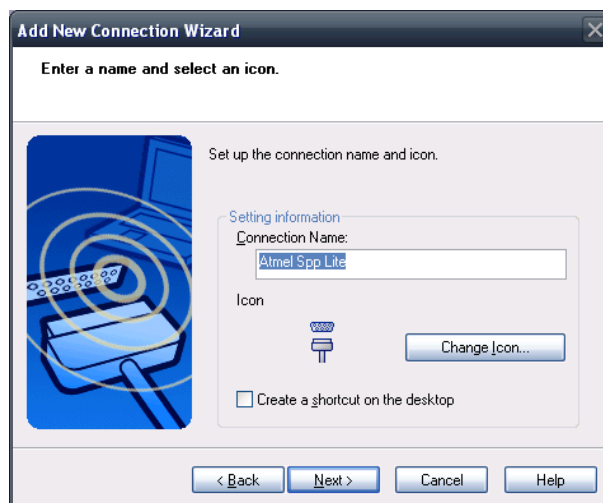 Add New Connection Wizard
Enter a name and select an icon.
Set up the connection name and icon.
Setting information
Connection Name:
Atmel Spp Lite
Icon
Change Icon...
Create a shortcut on the desktop
< Back Next > Cancel Help